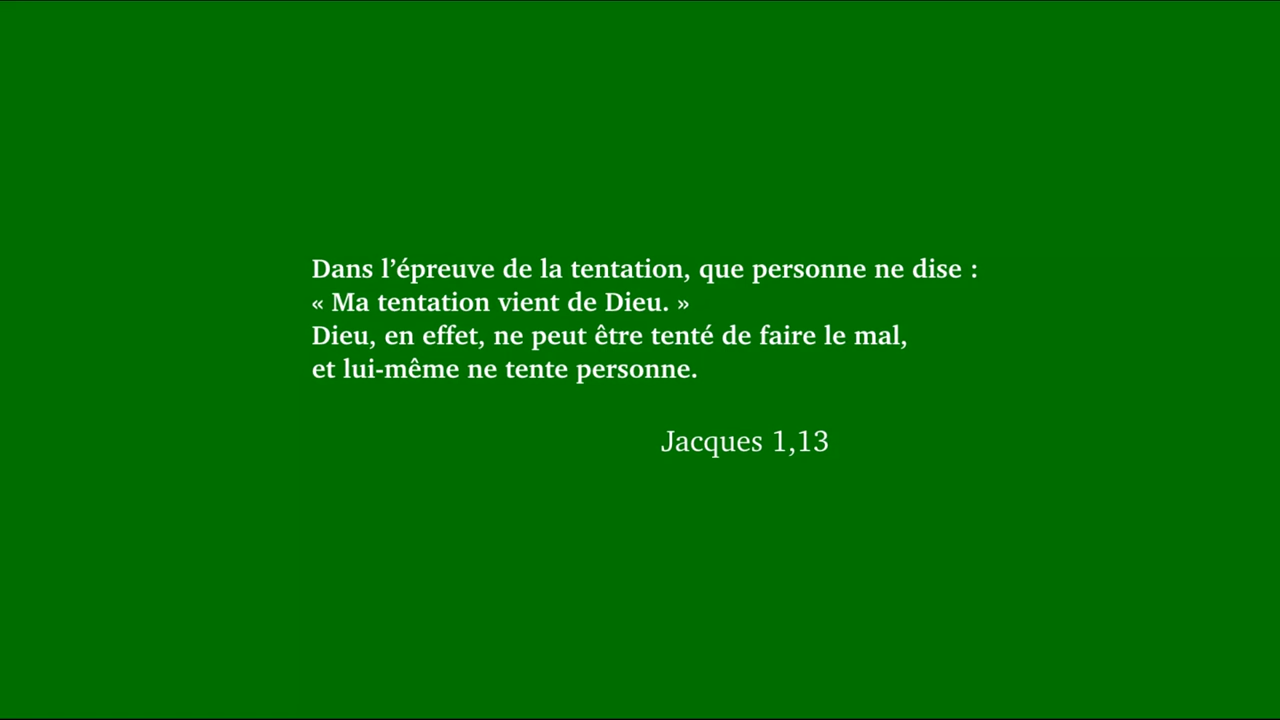 Dans l’épreuve de la tentation, que personne ne dise :
« Ma tentation vient de Dieu. »
Dieu, en effet, ne peut être tenté de faire le mal,
et lui-même ne tente personne.
Jacques 1,13